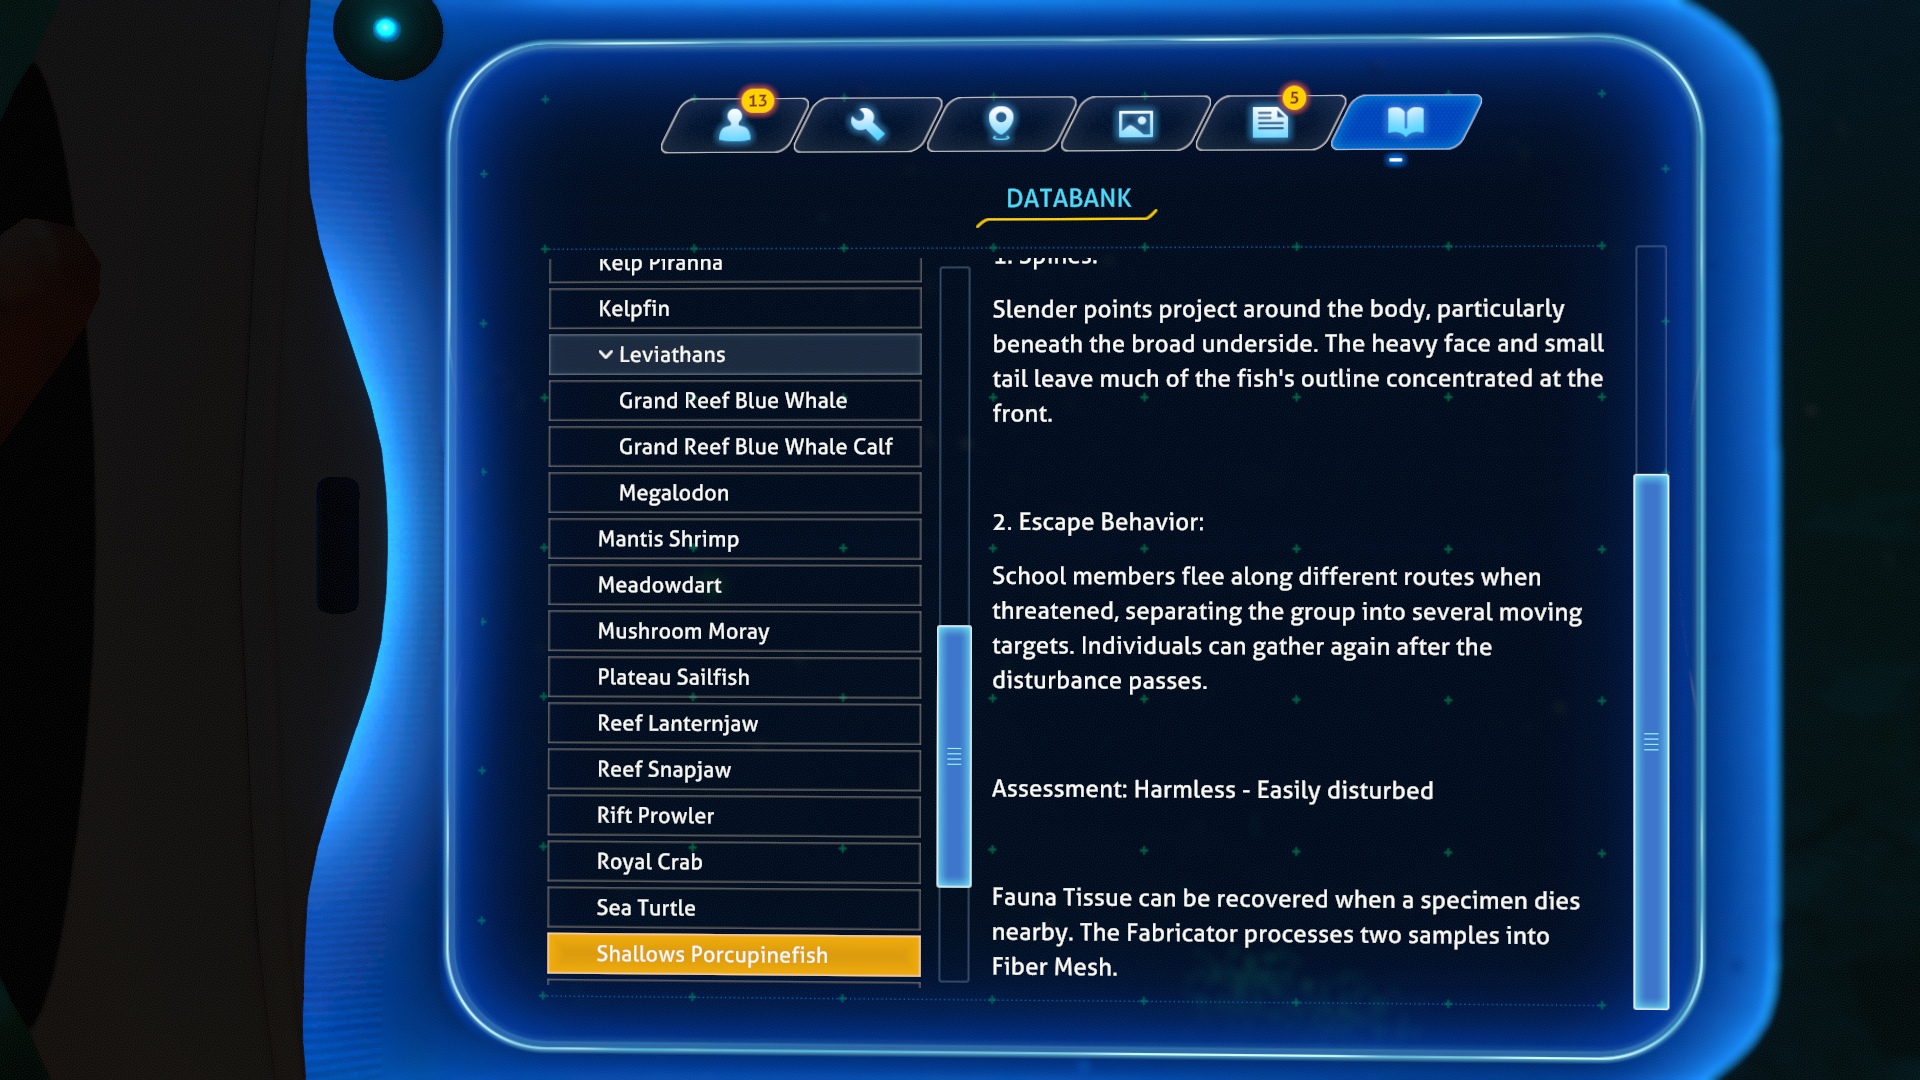 13
5
DATABANK
Kelp Piranha
Kelpfin
Leviathans
Grand Reef Blue Whale
Grand Reef Blue Whale Calf
Megalodon
Mantis Shrimp
Meadowdart
Mushroom Moray
Plateau Sailfish
Reef Lanternjaw
Reef Snapjaw
Rift Prowler
Royal Crab
Sea Turtle
Shallows Porcupinefish
1. Spines:
Slender points project around the body, particularly
beneath the broad underside. The heavy face and small
tail leave much of the fish's outline concentrated at the
front.
2. Escape Behavior:
School members flee along different routes when
threatened, separating the group into several moving
targets. Individuals can gather again after the
disturbance passes.
Assessment: Harmless - Easily disturbed
Fauna Tissue can be recovered when a specimen dies
nearby. The Fabricator processes two samples into
Fiber Mesh.